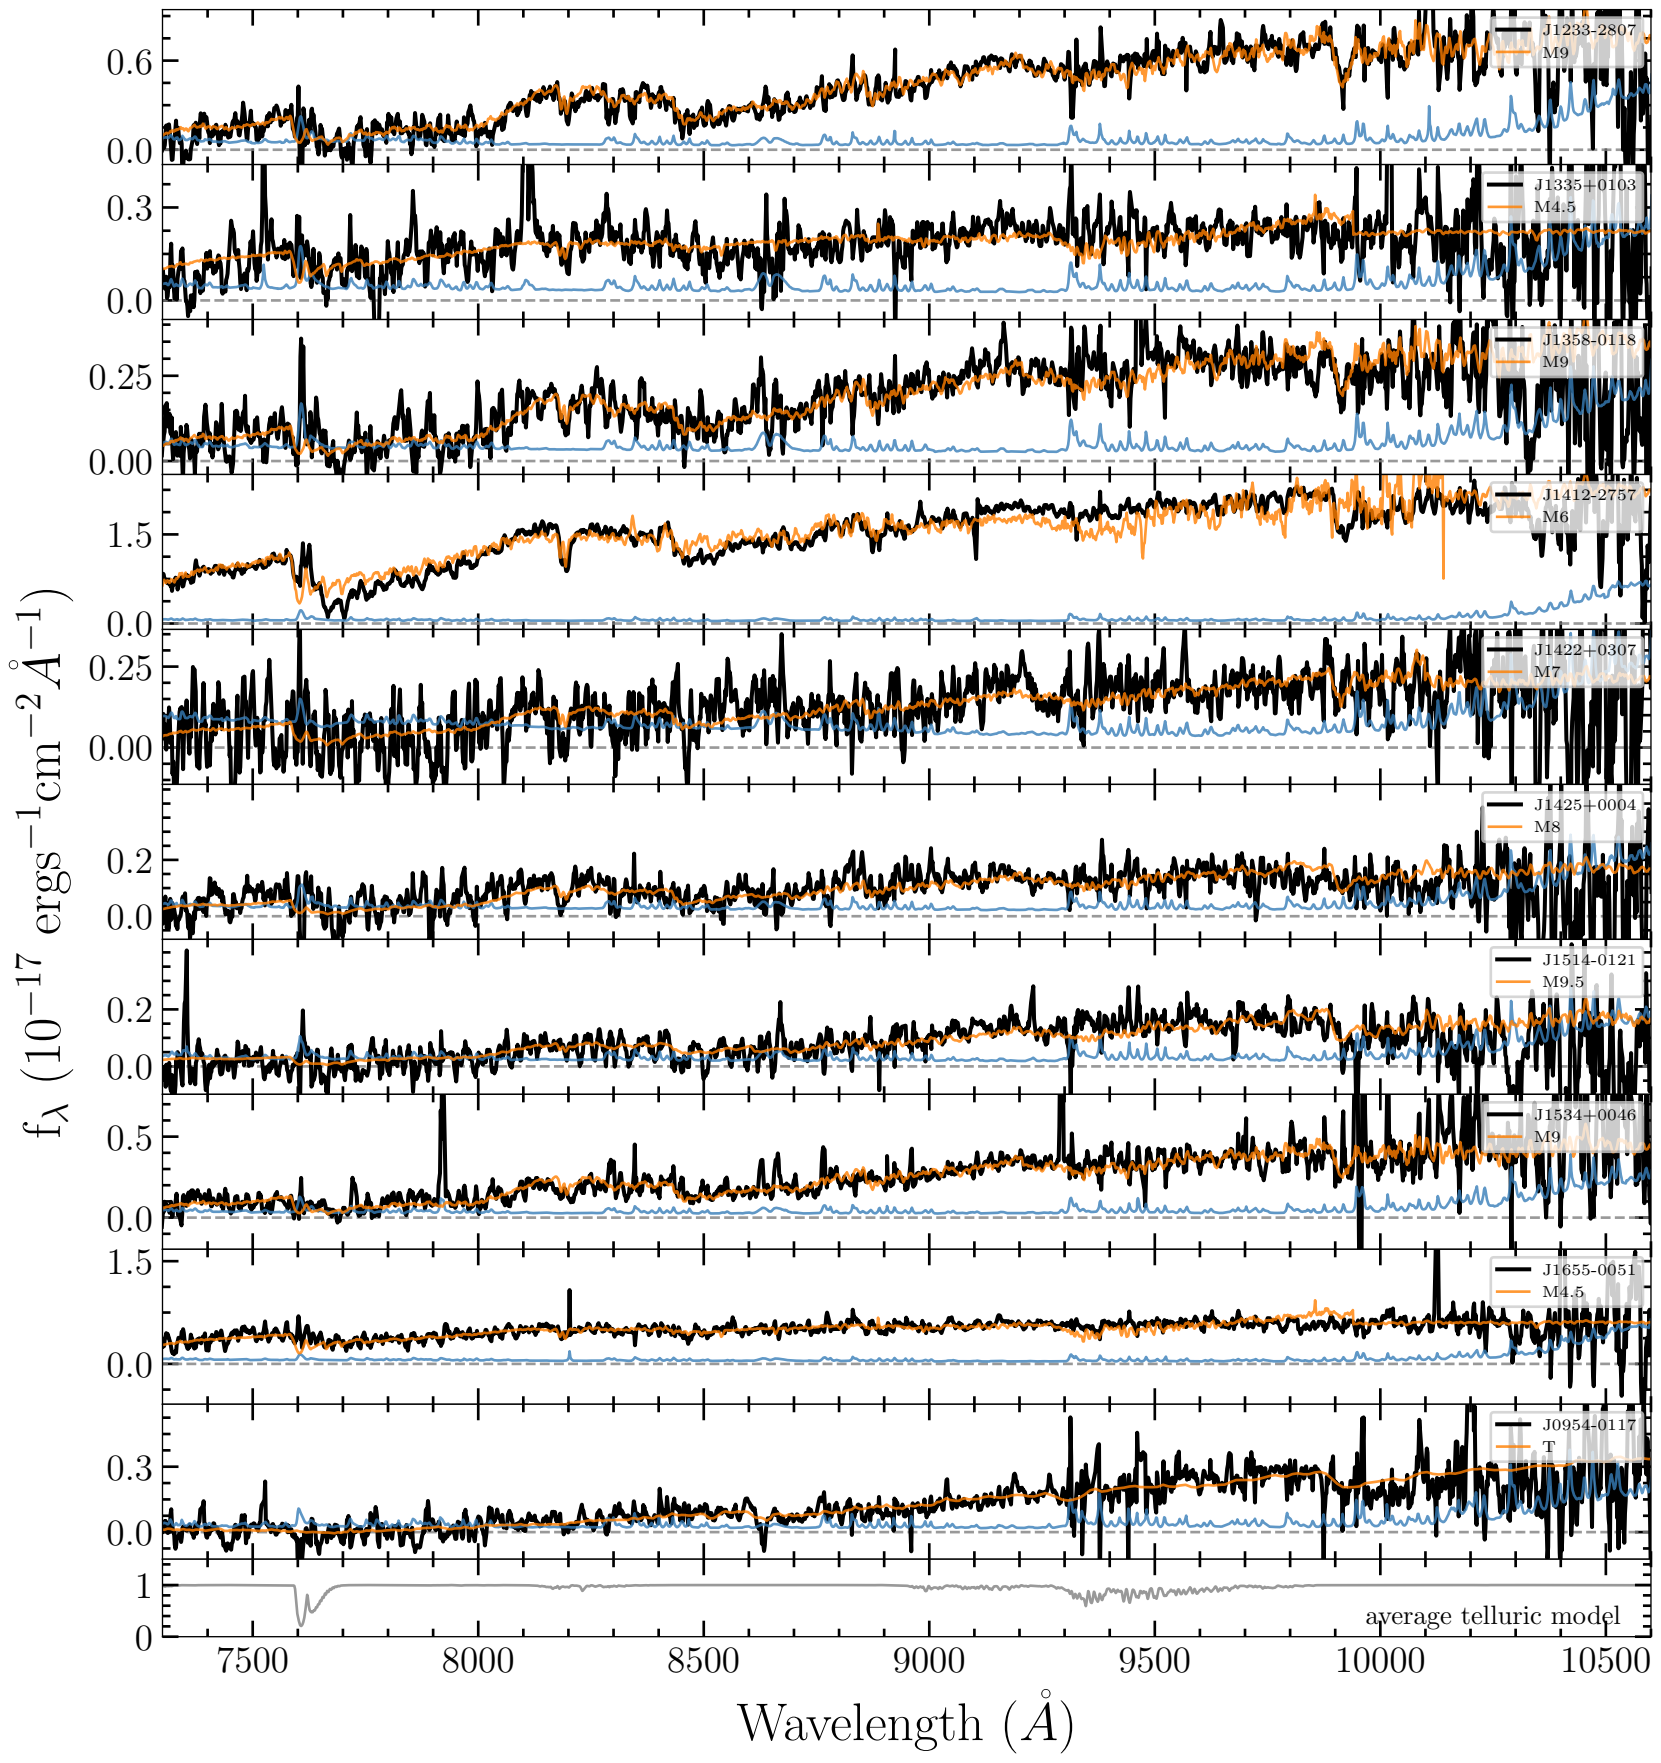 J1233-2807
M9
0.6
0.0
J1335+0103
M4.5
0.3
0.0
J1358-0118
M9
0.25
0.00
J1412-2757
M6
1.5
0.0
J1422+0307
M7
0.25
0.00
J1425+0004
M8
0.2
0.0
J1514-0121
M9.5
0.2
0.0
J1534+0046
M9
0.5
0.0
J1655-0051
M4.5
1.5
0.0
J0954-0117
T
0.3
0.0
1
0
average telluric model
7500 8000 8500 9000 9500 10000 10500
Wavelength (Å)
f_λ (10⁻¹⁷ ergs⁻¹cm⁻² Å⁻¹)